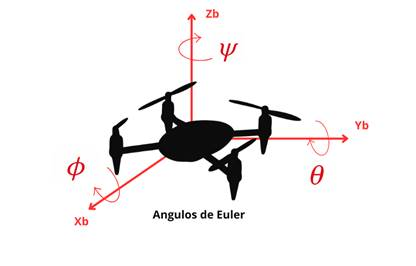 Zb
ψ
Yb
θ
ϕ
Xb
Angulos de Euler